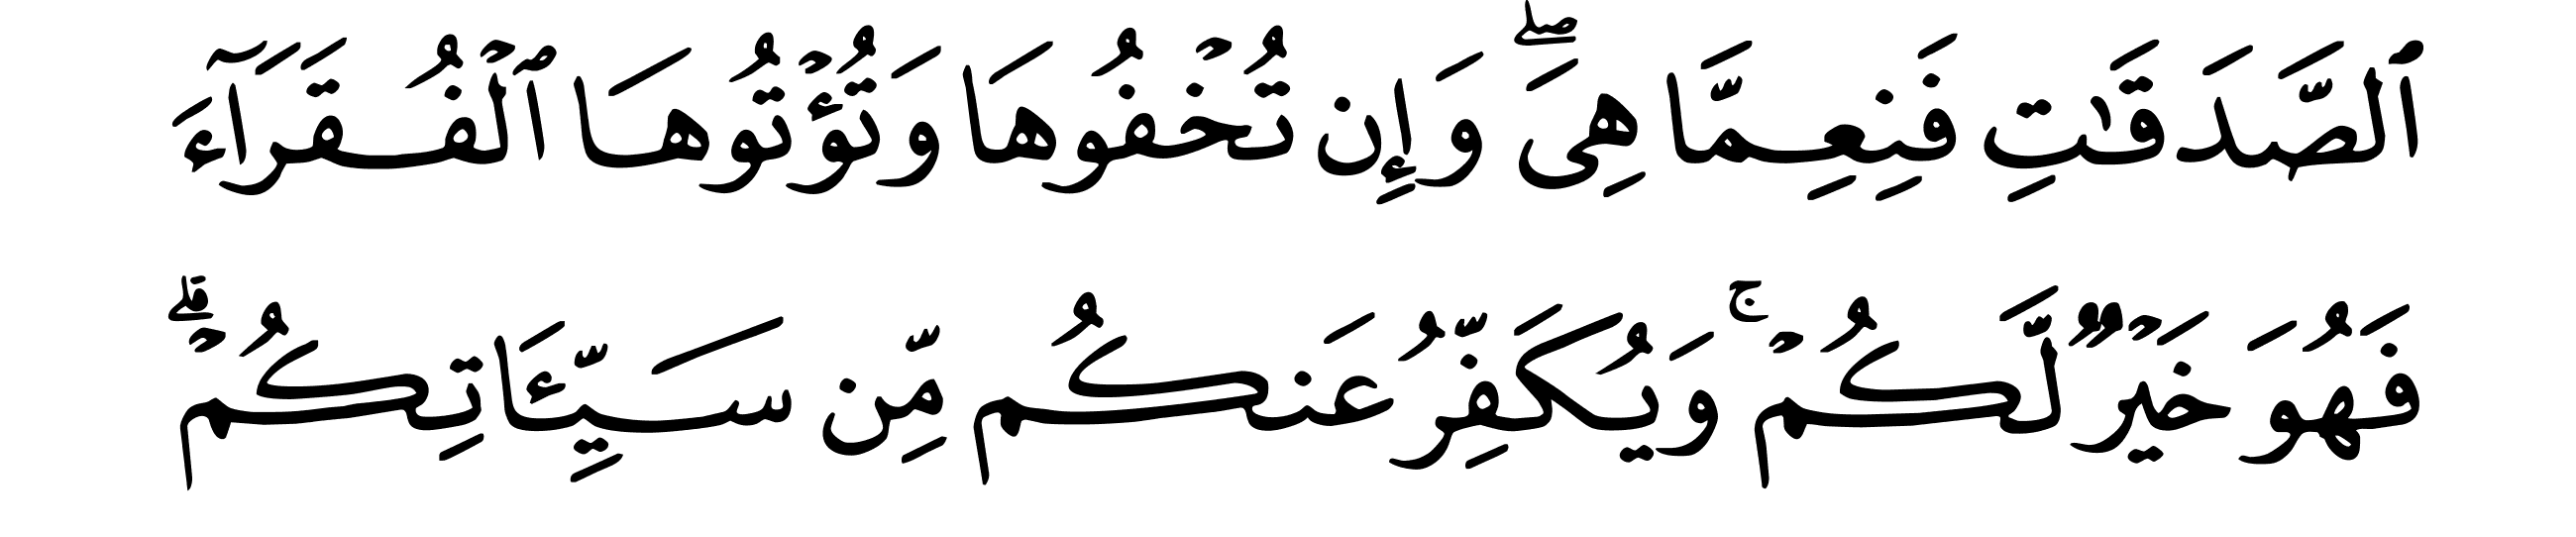 ٱلصَّدَقَٰتِ فَنِعِمَّا هِىَۖ وَإِن تُخْفُوهَا وَتُؤْتُوهَا ٱلْفُقَرَآءَ
فَهُوَ خَيْرٌ لَّكُمْۚ وَيُكَفِّرُ عَنكُم مِّن سَيِّئَاتِكُمْۗ